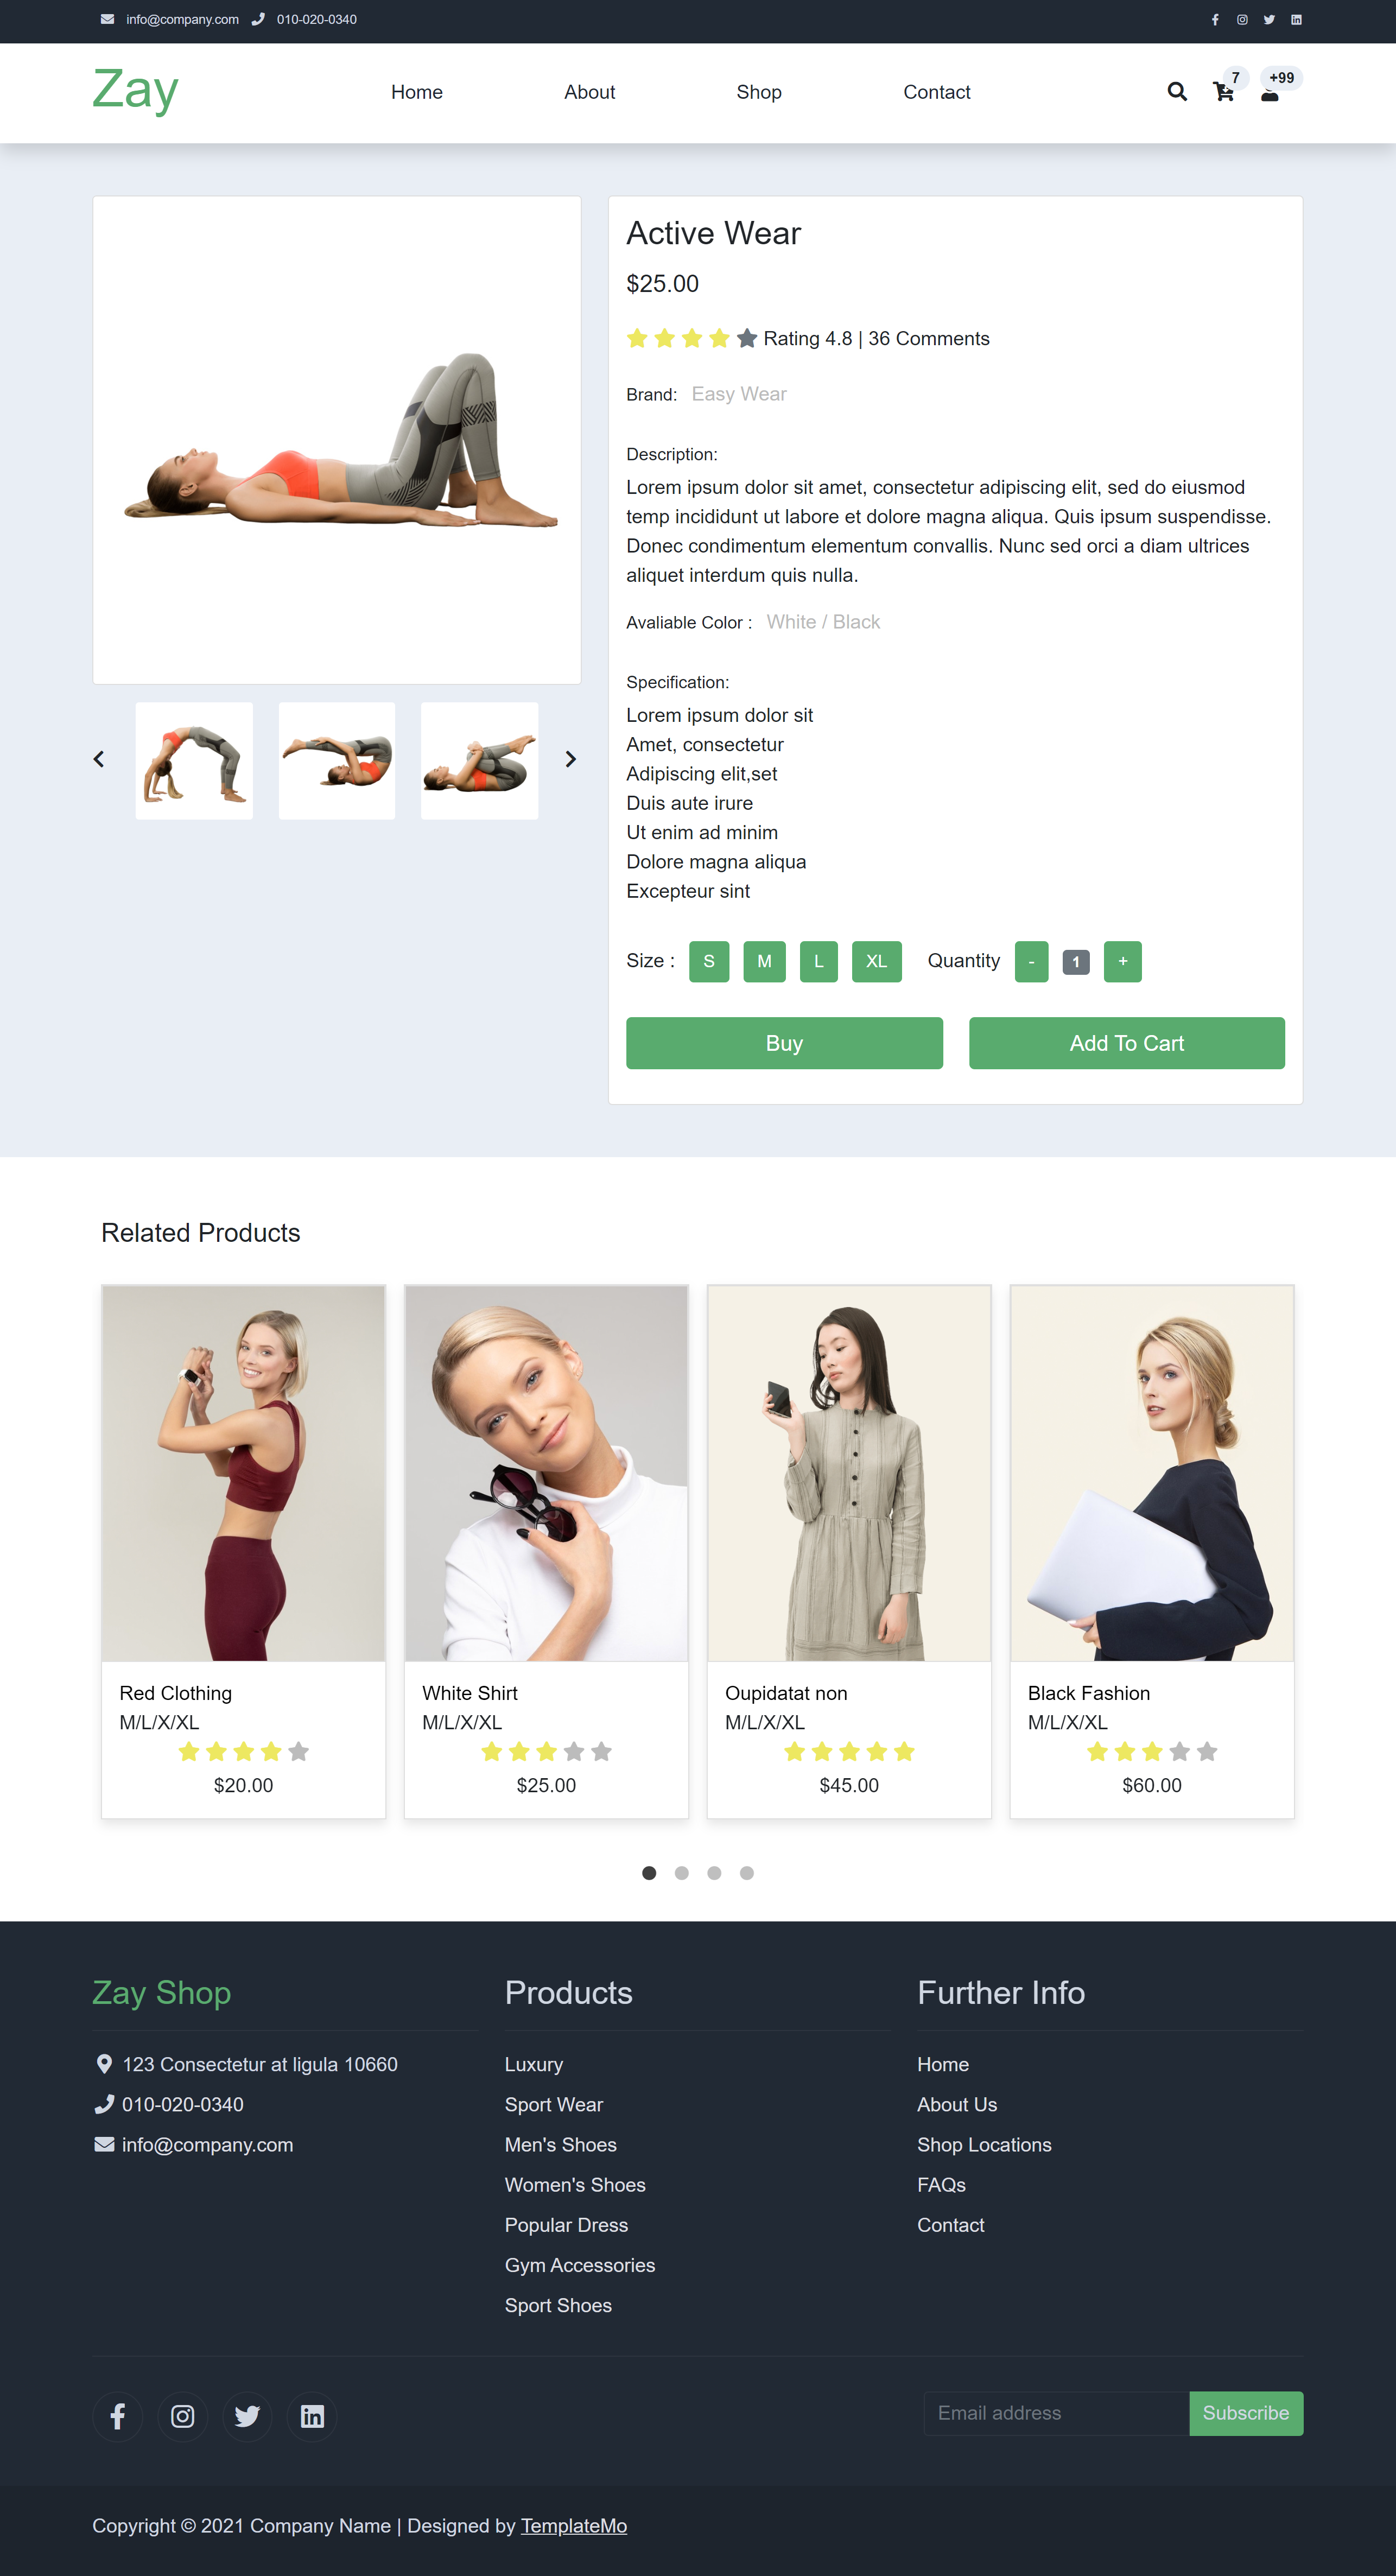 info@company.com 010-020-0340
Zay
Home About Shop Contact
7 +99
Active Wear
$25.00
Rating 4.8 | 36 Comments
Brand: Easy Wear
Description:
Lorem ipsum dolor sit amet, consectetur adipiscing elit, sed do eiusmod
temp incididunt ut labore et dolore magna aliqua. Quis ipsum suspendisse.
Donec condimentum elementum convallis. Nunc sed orci a diam ultrices
aliquet interdum quis nulla.
Avaliable Color : White / Black
Specification:
Lorem ipsum dolor sit
Amet, consectetur
Adipiscing elit,set
Duis aute irure
Ut enim ad minim
Dolore magna aliqua
Excepteur sint
Size : S M L XL Quantity - 1 +
Buy Add To Cart
Related Products
Red Clothing
M/L/X/XL
$20.00
White Shirt
M/L/X/XL
$25.00
Oupidatat non
M/L/X/XL
$45.00
Black Fashion
M/L/X/XL
$60.00
Zay Shop
123 Consectetur at ligula 10660
010-020-0340
info@company.com
Products
Luxury
Sport Wear
Men's Shoes
Women's Shoes
Popular Dress
Gym Accessories
Sport Shoes
Further Info
Home
About Us
Shop Locations
FAQs
Contact
Email address Subscribe
Copyright © 2021 Company Name | Designed by TemplateMo